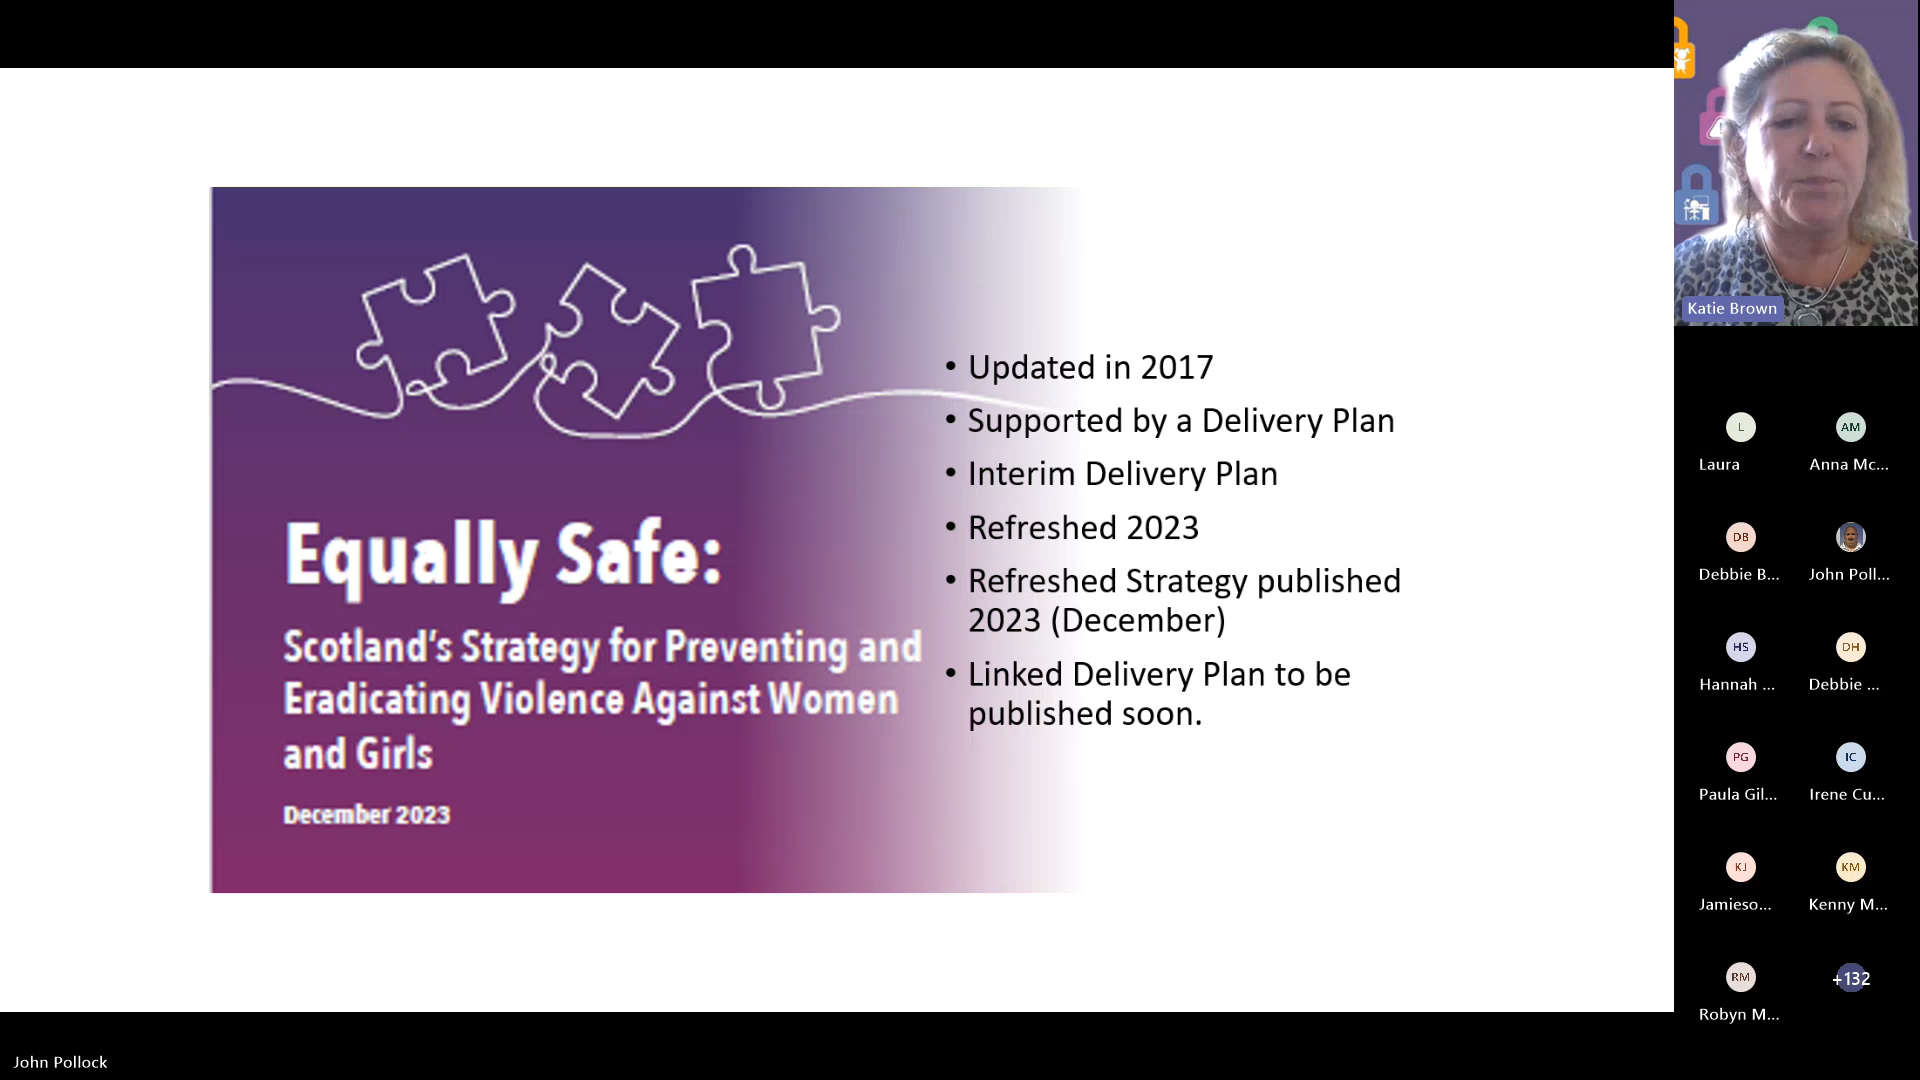 Equally Safe:
Scotland's Strategy for Preventing and
Eradicating Violence Against Women
and Girls
December 2023
• Updated in 2017
• Supported by a Delivery Plan
• Interim Delivery Plan
• Refreshed 2023
• Refreshed Strategy published
2023 (December)
• Linked Delivery Plan to be
published soon.
Katie Brown
L
AM
Laura
Anna Mc...
DB
Debbie B...
John Poll...
HS
DH
Hannah ...
Debbie ...
PG
IC
Paula Gil...
Irene Cu...
KJ
KM
Jamieso...
Kenny M...
RM
+132
Robyn M...
John Pollock